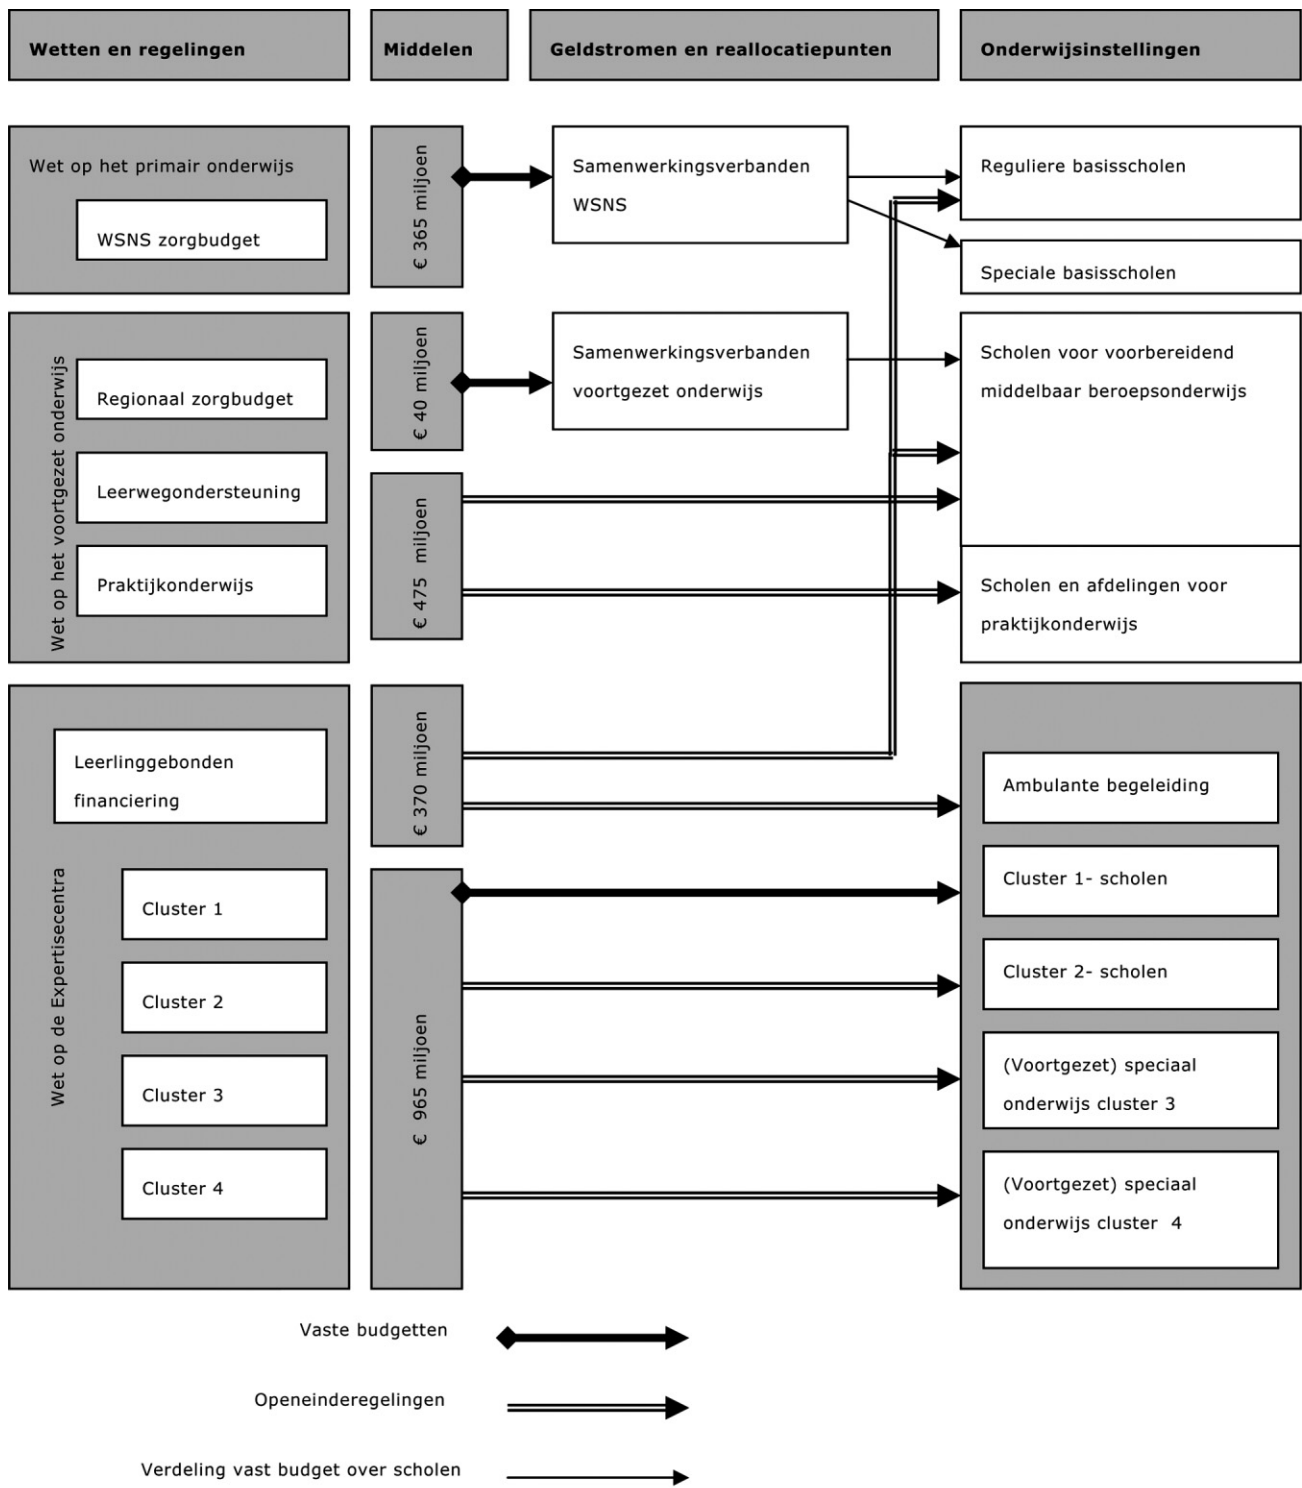 Wetten en regelingen
Middelen
Geldstromen en reallocatiepunten
Onderwijsinstellingen
Wet op het primair onderwijs
WSNS zorgbudget
€ 365 miljoen
Samenwerkingsverbanden
WSNS
Reguliere basisscholen
Speciale basisscholen
Wet op het voortgezet onderwijs
Regionaal zorgbudget
Leerwegondersteuning
Praktijkonderwijs
€ 40 miljoen
€ 475 miljoen
Samenwerkingsverbanden
voortgezet onderwijs
Scholen voor voorbereidend
middelbaar beroepsonderwijs
Scholen en afdelingen voor
praktijkonderwijs
Wet op de Expertisecentra
Leerlinggebonden
financiering
Cluster 1
Cluster 2
Cluster 3
Cluster 4
€ 370 miljoen
€ 965 miljoen
Ambulante begeleiding
Cluster 1- scholen
Cluster 2- scholen
(Voortgezet) speciaal
onderwijs cluster 3
(Voortgezet) speciaal
onderwijs cluster 4
Vaste budgetten
Openeinderegelingen
Verdeling vast budget over scholen